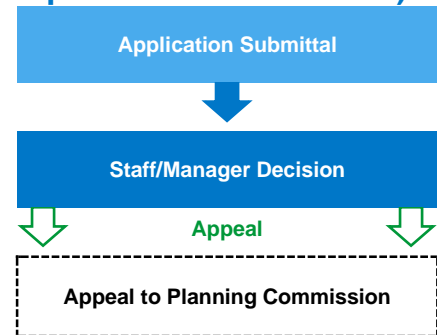 Application Submittal
Staff/Manager Decision
Appeal
Appeal to Planning Commission